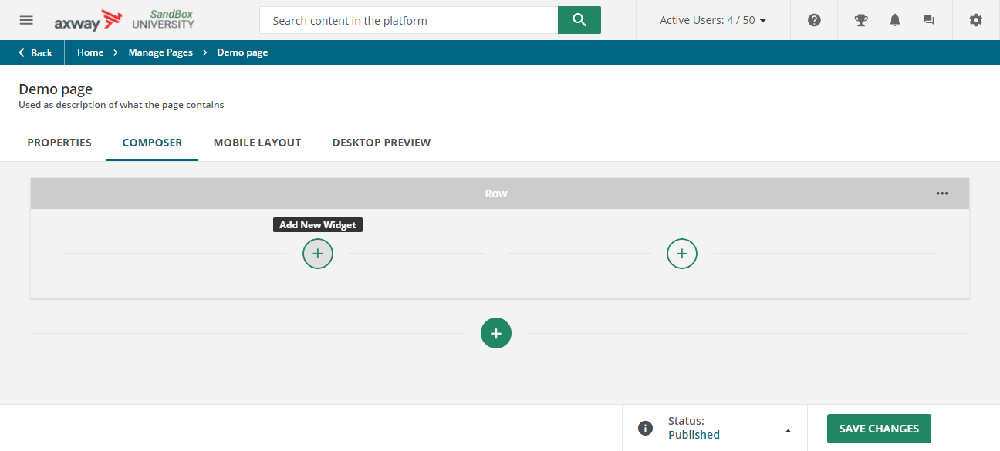 axway SandBox UNIVERSITY
Search content in the platform
Active Users: 4 / 50
Back Home Manage Pages Demo page
Demo page
Used as description of what the page contains
PROPERTIES COMPOSER MOBILE LAYOUT DESKTOP PREVIEW
Row
Add New Widget
Status:
Published
SAVE CHANGES